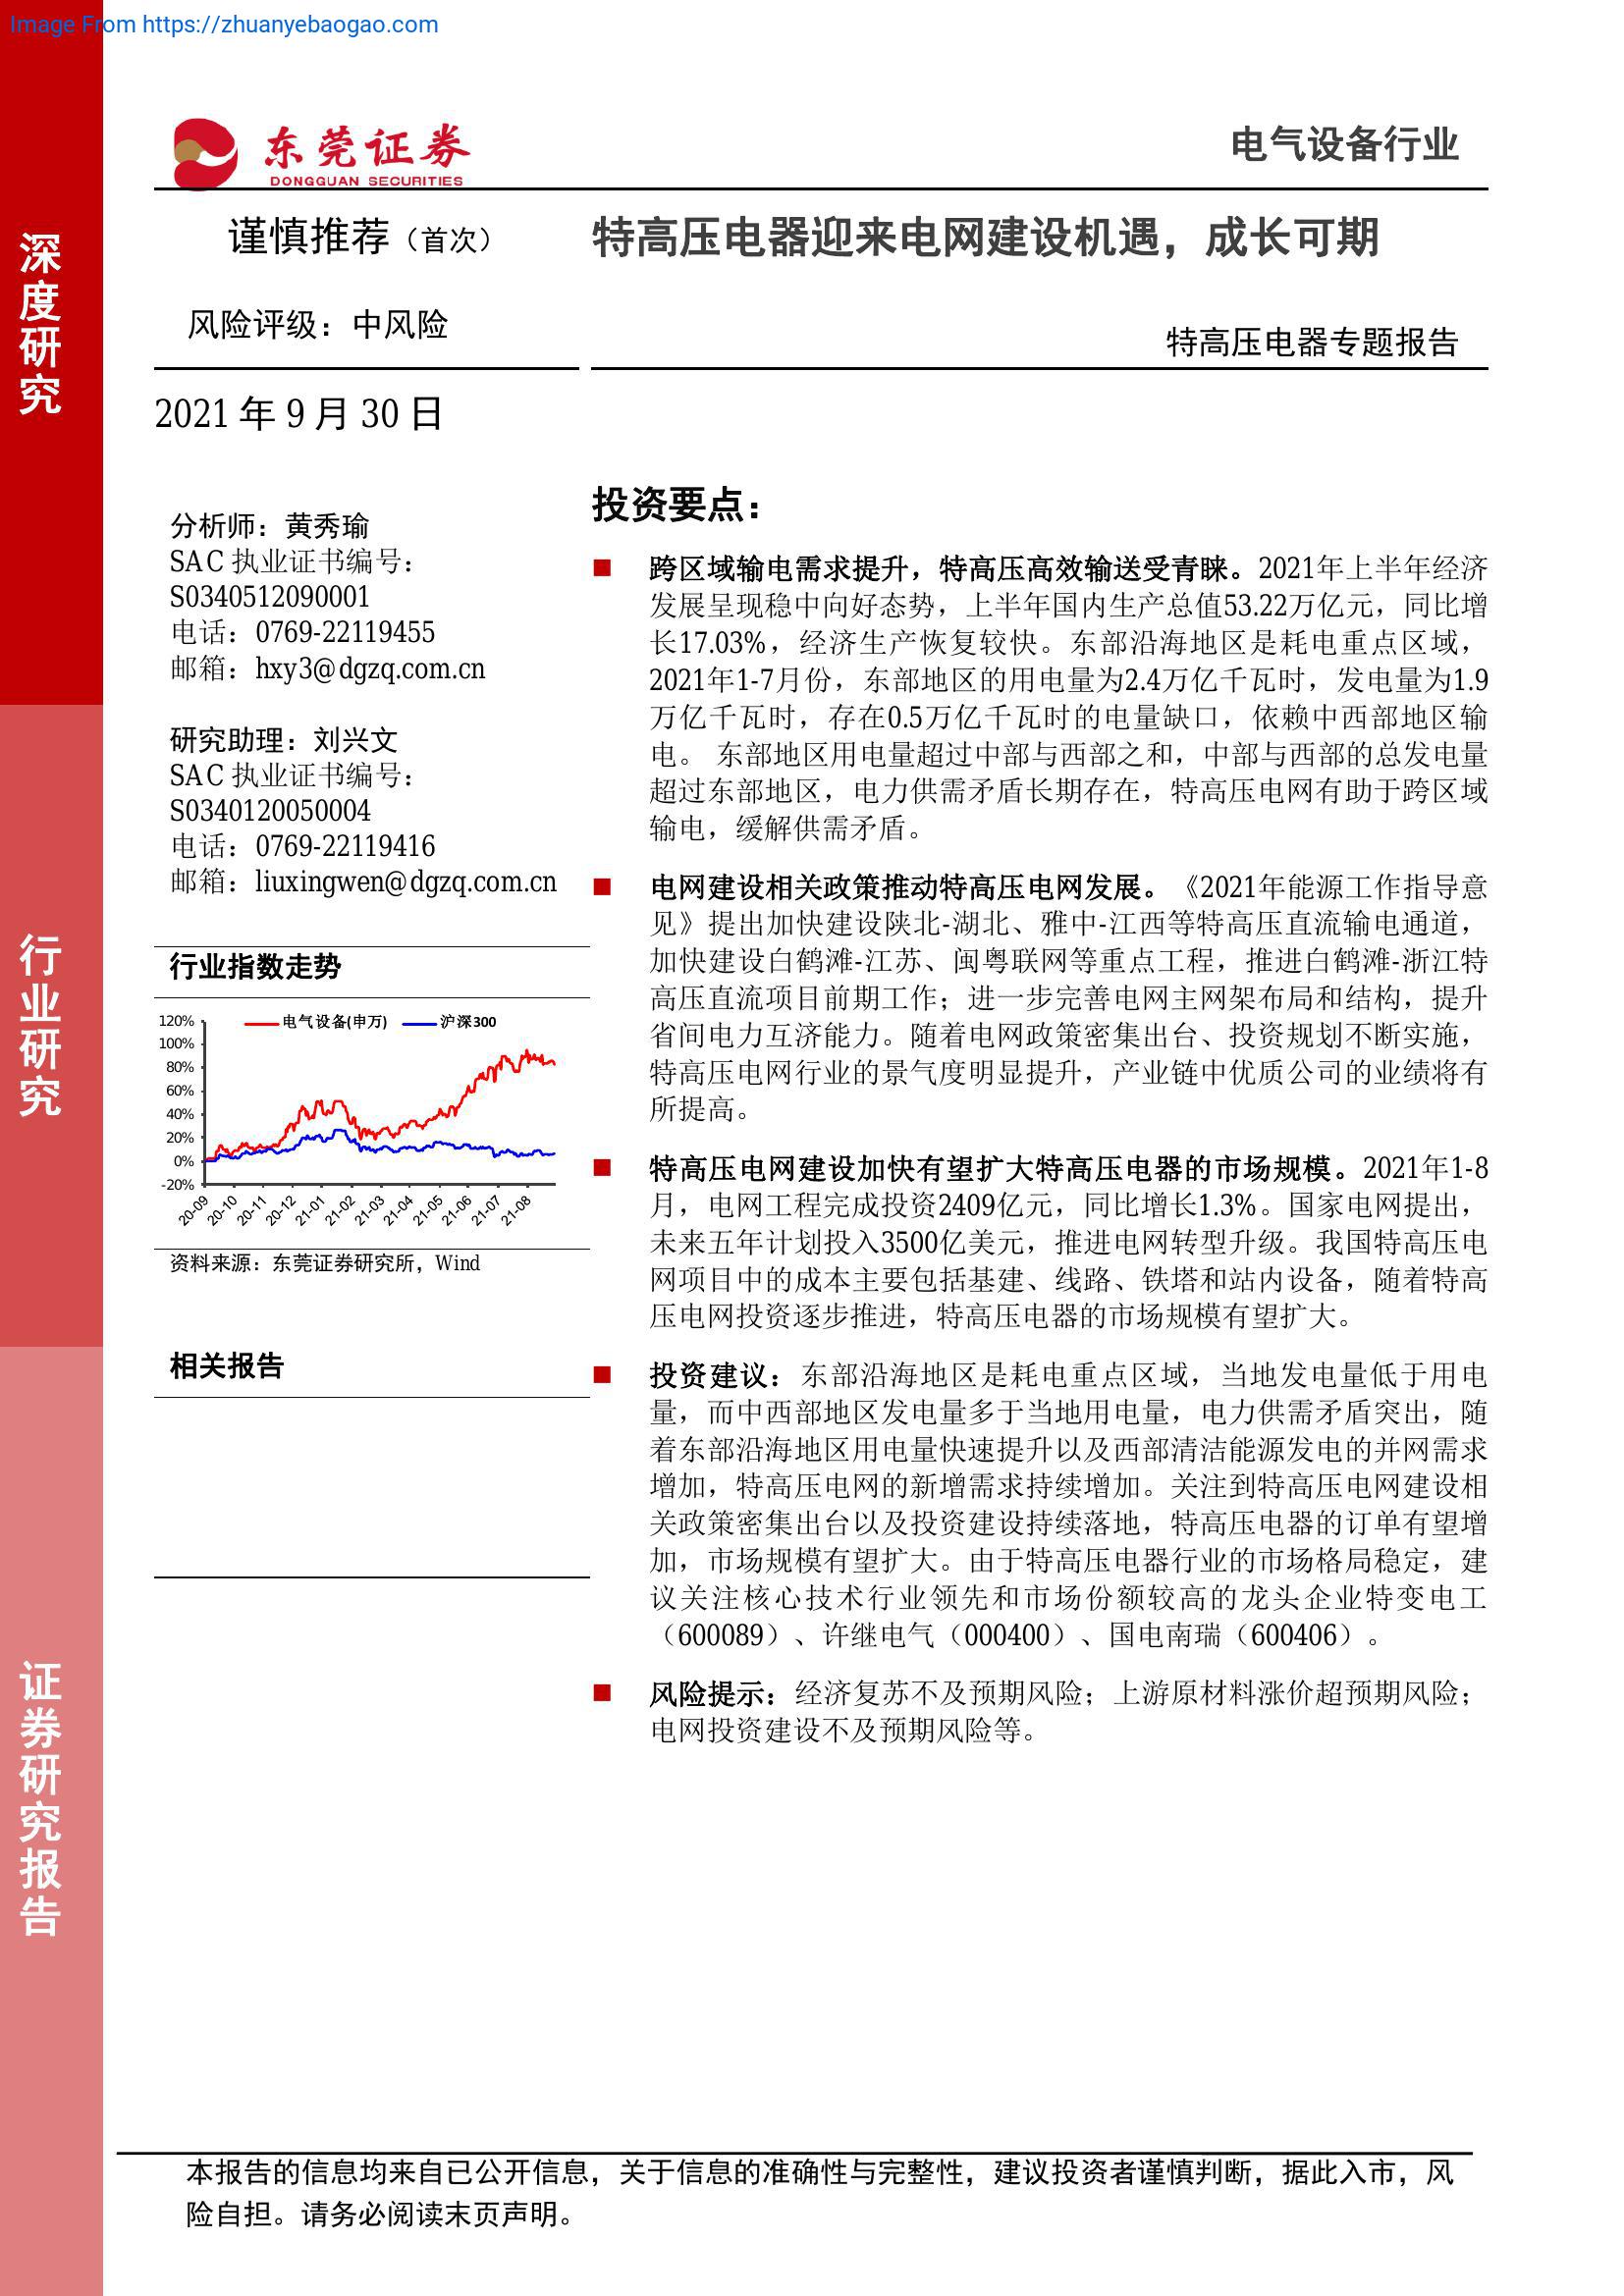 Image From https://zhuanyebaogao.com
东莞证券
DONGGUAN SECURITIES
电气设备行业
谨慎推荐（首次）
特高压电器迎来电网建设机遇，成长可期
风险评级：中风险
特高压电器专题报告
2021 年 9 月 30 日
深度研究
行业研究
证券研究报告
分析师：黄秀瑜
SAC 执业证书编号：
S0340512090001
电话：0769-22119455
邮箱：hxy3@dgzq.com.cn
研究助理：刘兴文
SAC 执业证书编号：
S0340120050004
电话：0769-22119416
邮箱：liuxingwen@dgzq.com.cn
行业指数走势
电气设备(申万)
沪深300
120%
100%
80%
60%
40%
20%
0%
-20%
20-09
20-10
20-11
20-12
21-01
21-02
21-03
21-04
21-05
21-06
21-07
21-08
资料来源：东莞证券研究所，Wind
相关报告
投资要点：
■ 跨区域输电需求提升，特高压高效输送受青睐。2021年上半年经济
发展呈现稳中向好态势，上半年国内生产总值53.22万亿元，同比增
长17.03%，经济生产恢复较快。东部沿海地区是耗电重点区域，
2021年1-7月份，东部地区的用电量为2.4万亿千瓦时，发电量为1.9
万亿千瓦时，存在0.5万亿千瓦时的电量缺口，依赖中西部地区输
电。 东部地区用电量超过中部与西部之和，中部与西部的总发电量
超过东部地区，电力供需矛盾长期存在，特高压电网有助于跨区域
输电，缓解供需矛盾。
■ 电网建设相关政策推动特高压电网发展。《2021年能源工作指导意
见》提出加快建设陕北-湖北、雅中-江西等特高压直流输电通道，
加快建设白鹤滩-江苏、闽粤联网等重点工程，推进白鹤滩-浙江特
高压直流项目前期工作；进一步完善电网主网架布局和结构，提升
省间电力互济能力。随着电网政策密集出台、投资规划不断实施，
特高压电网行业的景气度明显提升，产业链中优质公司的业绩将有
所提高。
■ 特高压电网建设加快有望扩大特高压电器的市场规模。2021年1-8
月，电网工程完成投资2409亿元，同比增长1.3%。国家电网提出，
未来五年计划投入3500亿美元，推进电网转型升级。我国特高压电
网项目中的成本主要包括基建、线路、铁塔和站内设备，随着特高
压电网投资逐步推进，特高压电器的市场规模有望扩大。
■ 投资建议：东部沿海地区是耗电重点区域，当地发电量低于用电
量，而中西部地区发电量多于当地用电量，电力供需矛盾突出，随
着东部沿海地区用电量快速提升以及西部清洁能源发电的并网需求
增加，特高压电网的新增需求持续增加。关注到特高压电网建设相
关政策密集出台以及投资建设持续落地，特高压电器的订单有望增
加，市场规模有望扩大。由于特高压电器行业的市场格局稳定，建
议关注核心技术行业领先和市场份额较高的龙头企业特变电工
（600089）、许继电气（000400）、国电南瑞（600406）。
■ 风险提示：经济复苏不及预期风险；上游原材料涨价超预期风险；
电网投资建设不及预期风险等。
本报告的信息均来自已公开信息，关于信息的准确性与完整性，建议投资者谨慎判断，据此入市，风
险自担。请务必阅读末页声明。